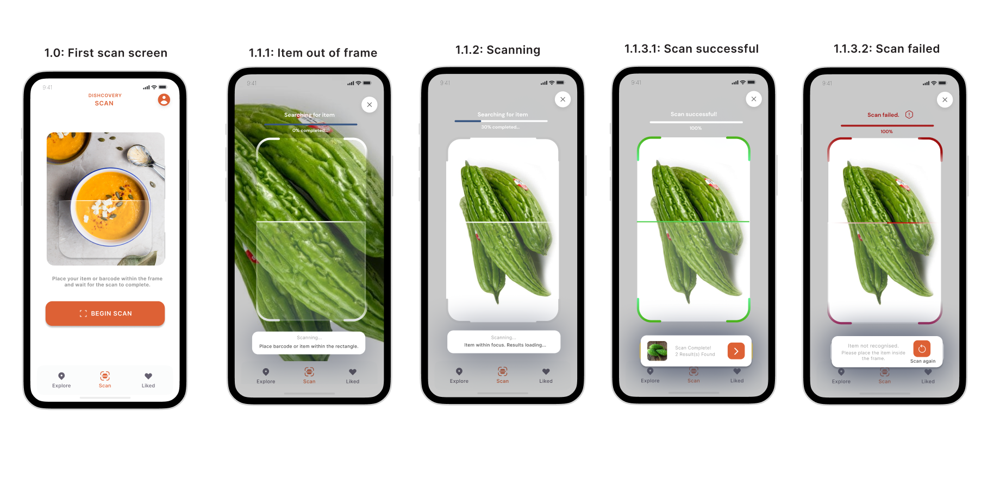 1.0: First scan screen
9:41
DISHCOVERY
SCAN
Place your item or barcode within the frame
and wait for the scan to complete.
BEGIN SCAN
Explore
Scan
Liked
1.1.1: Item out of frame
9:41
Searching for item
0% completed...
Scanning...
Place barcode or item within the rectangle.
Explore
Scan
Liked
1.1.2: Scanning
9:41
Searching for item
30% completed...
Scanning...
Item within focus. Results loading...
Explore
Scan
Liked
1.1.3.1: Scan successful
9:41
Scan successful!
100%
Scan Complete!
2 Result(s) Found
Explore
Scan
Liked
1.1.3.2: Scan failed
9:41
Scan failed.
100%
Item not recognised.
Please place the item inside
the frame.
Scan again
Explore
Scan
Liked